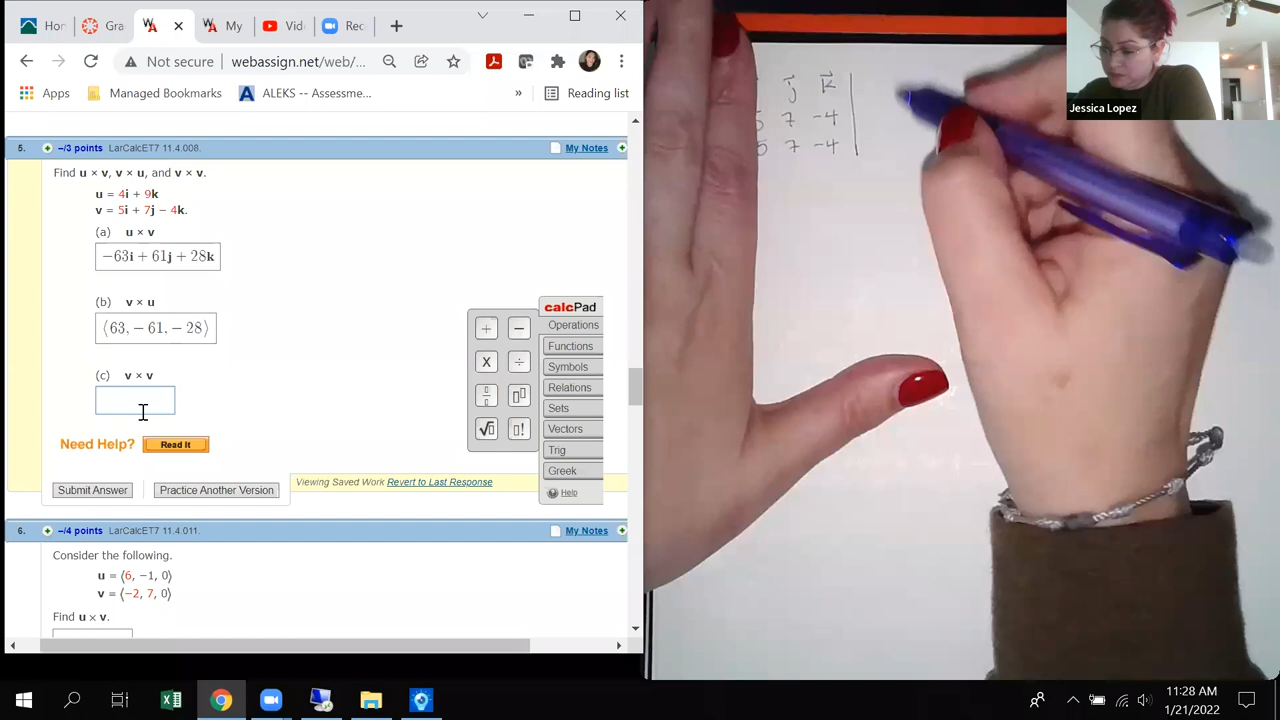 Hor
Gra
My
Vid
Rec
Not secure
webassign.net/web/...
Apps
Managed Bookmarks
ALEKS -- Assessme...
»
Reading list
5.
–/3 points
LarCalcET7 11.4.008.
My Notes
Find u × v, v × u, and v × v.
u = 4i + 9k
v = 5i + 7j − 4k.
(a) u × v
−63i + 61j + 28k
(b) v × u
⟨63, − 61, − 28⟩
(c) v × v
Need Help?
Read It
Submit Answer
Practice Another Version
Viewing Saved Work Revert to Last Response
calcPad
Operations
Functions
Symbols
Relations
Sets
Vectors
Trig
Greek
Help
6.
–/4 points
LarCalcET7 11.4.011.
My Notes
Consider the following.
u = ⟨6, −1, 0⟩
v = ⟨−2, 7, 0⟩
Find u × v.
j k
5 7 -4
5 7 -4
Jessica Lopez
11:28 AM
1/21/2022